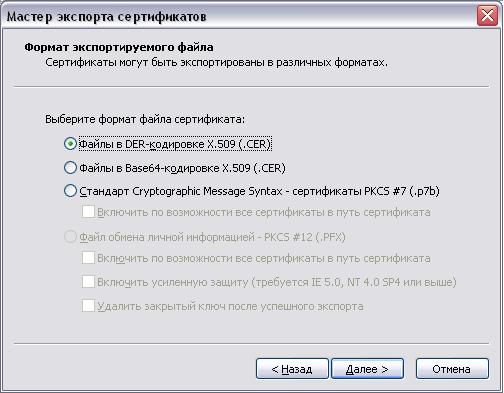 Мастер экспорта сертификатов
Формат экспортируемого файла
Сертификаты могут быть экспортированы в различных форматах.
Выберите формат файла сертификата:
Файлы в DER-кодировке X.509 (.CER)
Файлы в Base64-кодировке X.509 (.CER)
Стандарт Cryptographic Message Syntax - сертификаты PKCS #7 (.p7b)
Включить по возможности все сертификаты в путь сертификата
Файл обмена личной информацией - PKCS #12 (.PFX)
Включить по возможности все сертификаты в путь сертификата
Включить усиленную защиту (требуется IE 5.0, NT 4.0 SP4 или выше)
Удалить закрытый ключ после успешного экспорта
< Назад
Далее >
Отмена